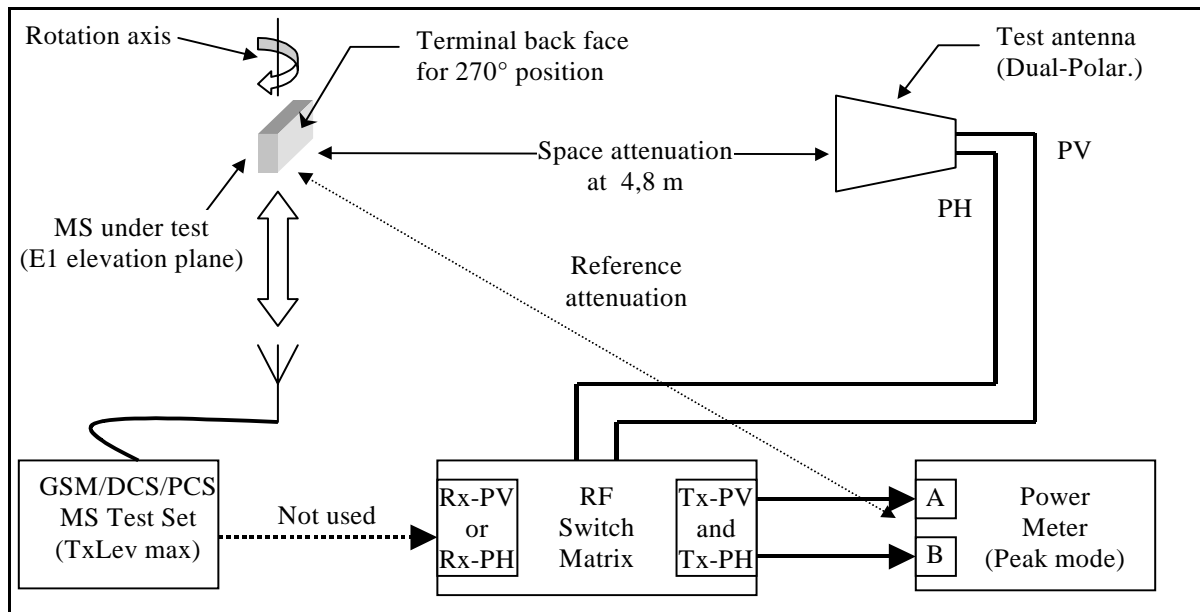 Rotation axis
Terminal back face
for 270° position
Test antenna
(Dual-Polar.)
Space attenuation
at 4,8 m
PV
PH
MS under test
(E1 elevation plane)
Reference
attenuation
GSM/DCS/PCS
MS Test Set
(TxLev max)
Not used
Rx-PV
or
Rx-PH
RF
Switch
Matrix
Tx-PV
and
Tx-PH
A
B
Power
Meter
(Peak mode)